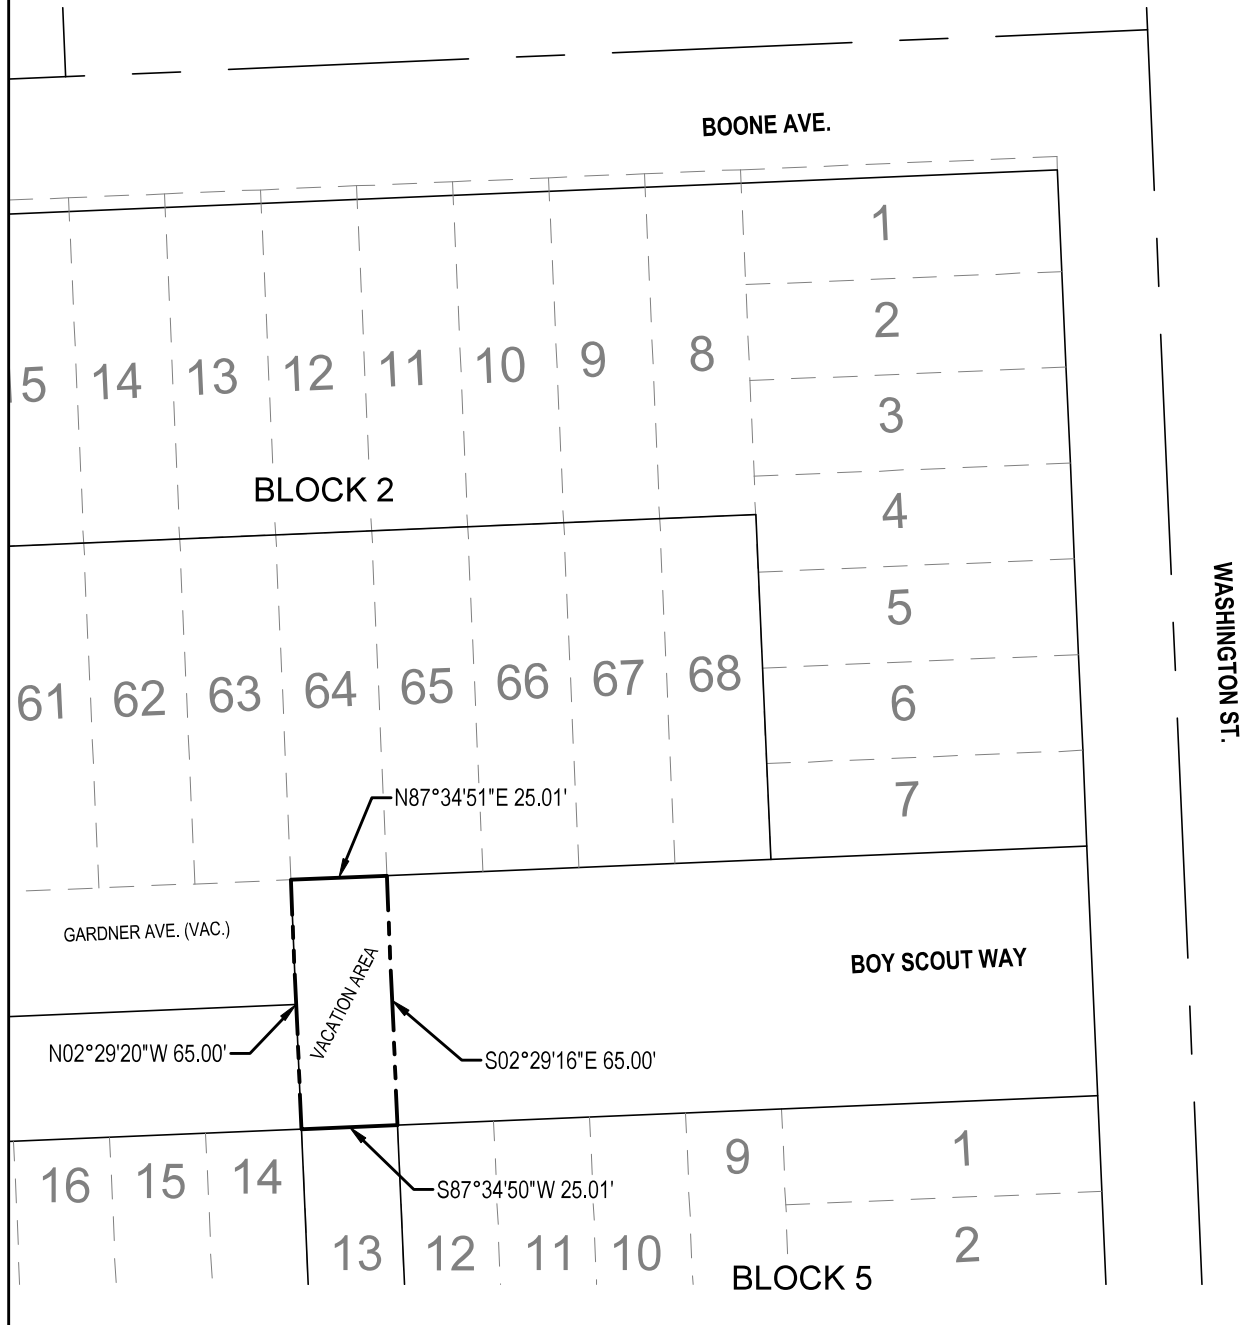 BOONE AVE.
1
2
15 14 13 12 11 10 9 8
3
BLOCK 2
4
5
WASHINGTON ST.
61 62 63 64 65 66 67 68
6
7
N87°34'51"E 25.01'
GARDNER AVE. (VAC.)
VACATION AREA
BOY SCOUT WAY
N02°29'20"W 65.00'
S02°29'16"E 65.00'
16 15 14
9
1
S87°34'50"W 25.01'
13 12 11 10
2
BLOCK 5